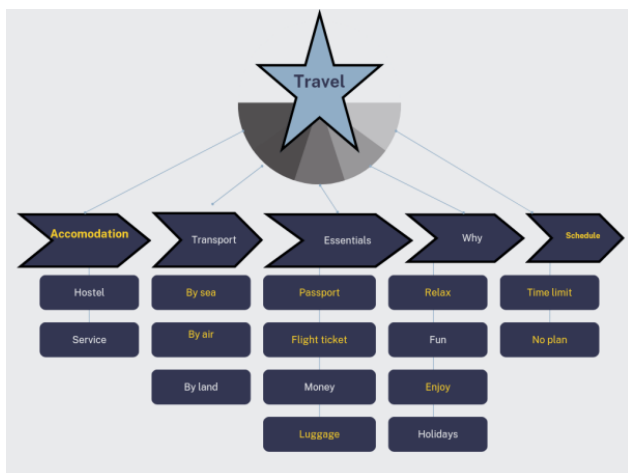 Travel
Accomodation
Transport
Essentials
Why
Schedule
Hostel
By sea
Passport
Relax
Time limit
Service
By air
Flight ticket
Fun
No plan
By land
Money
Enjoy
Luggage
Holidays